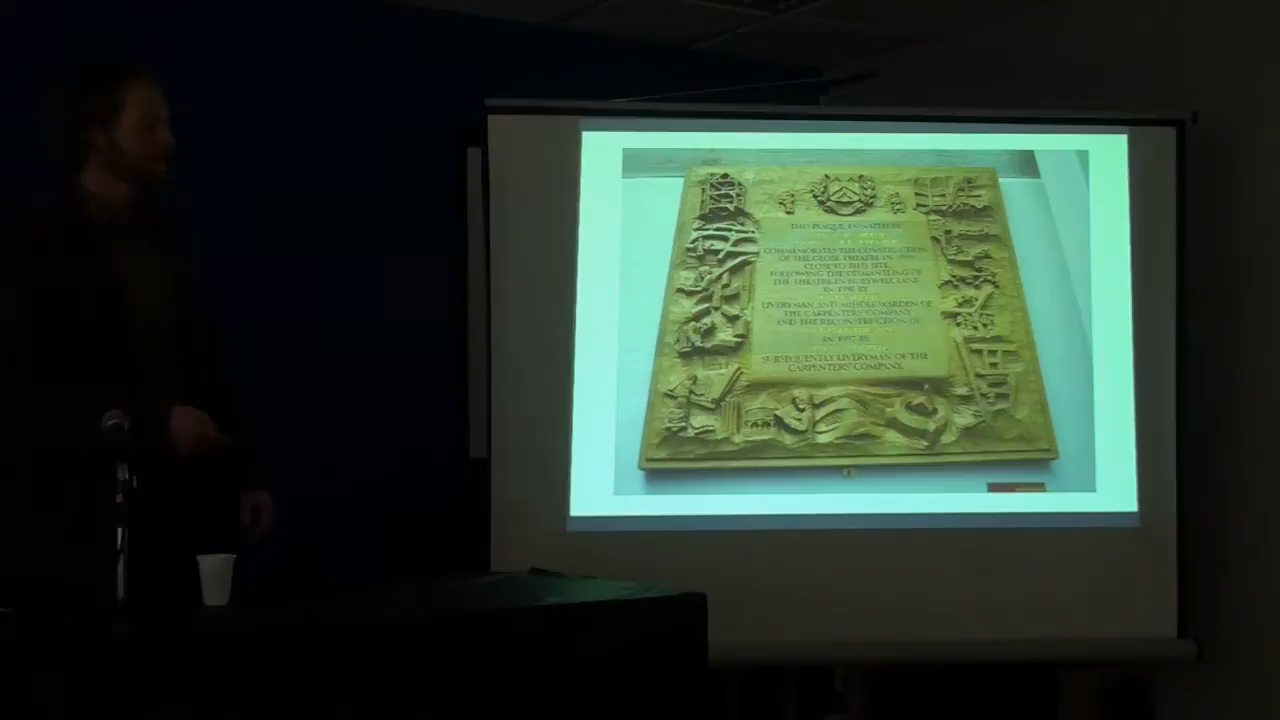 THIS PLAQUE DONATED BY
COMMEMORATES THE CONSTRUCTION
OF THE GLOBE THEATRE IN
CLOSE TO THIS SITE
FOLLOWING THE DISMANTLING OF
THE THEATRE IN HOLYWELL LANE
IN BY
LIVERYMAN AND MIDDLE WARDEN OF
THE CARPENTERS' COMPANY
AND THE RECONSTRUCTION OF
IN 1997 BY
SUBSEQUENTLY LIVERYMAN OF THE
CARPENTERS' COMPANY